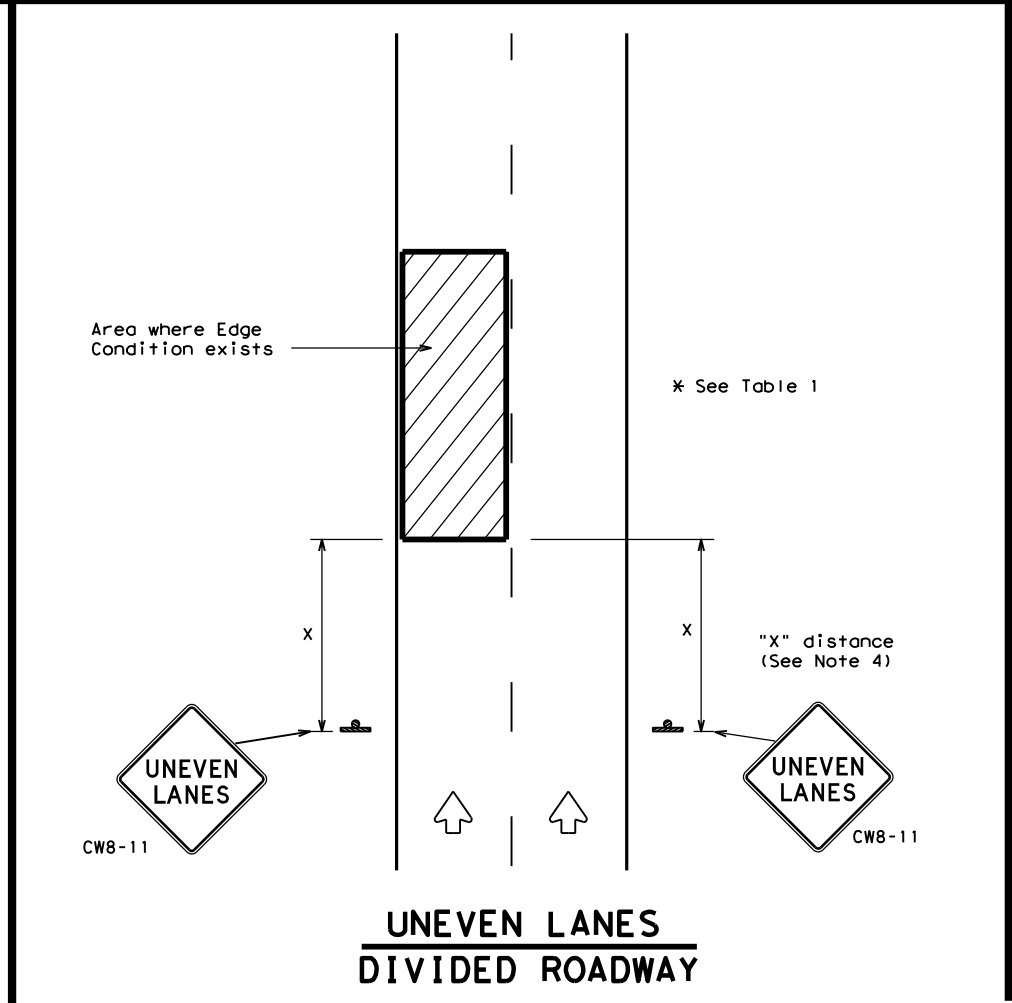 Area where Edge
Condition exists
* See Table 1
X
X
"X" distance
(See Note 4)
UNEVEN
LANES
CW8-11
UNEVEN
LANES
CW8-11
UNEVEN LANES
DIVIDED ROADWAY